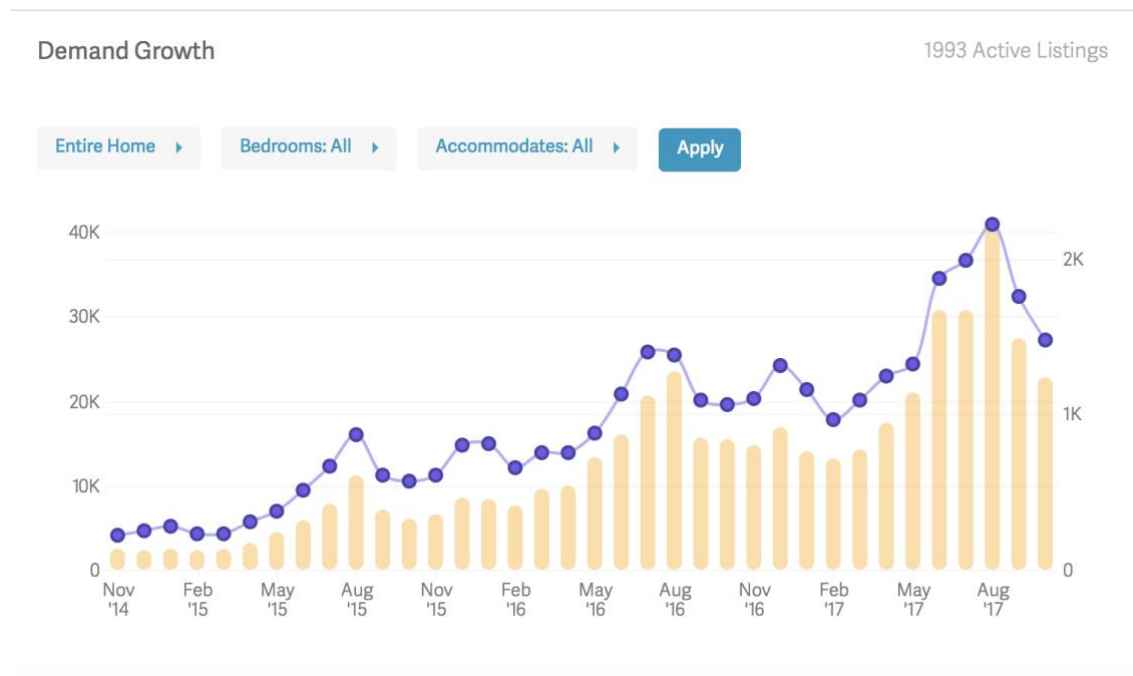 Demand Growth
1993 Active Listings
Entire Home
Bedrooms: All
Accommodates: All
Apply
40K
30K
20K
10K
0
2K
1K
0
Nov '14
Feb '15
May '15
Aug '15
Nov '15
Feb '16
May '16
Aug '16
Nov '16
Feb '17
May '17
Aug '17